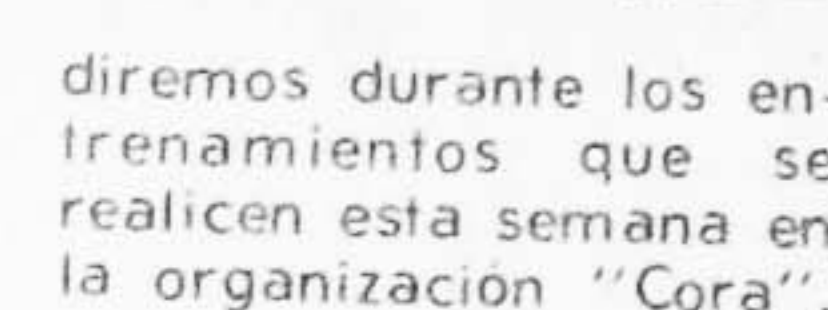 diremos durante los en-
trenamientos que se
realicen esta semana en
la organización "Cora".